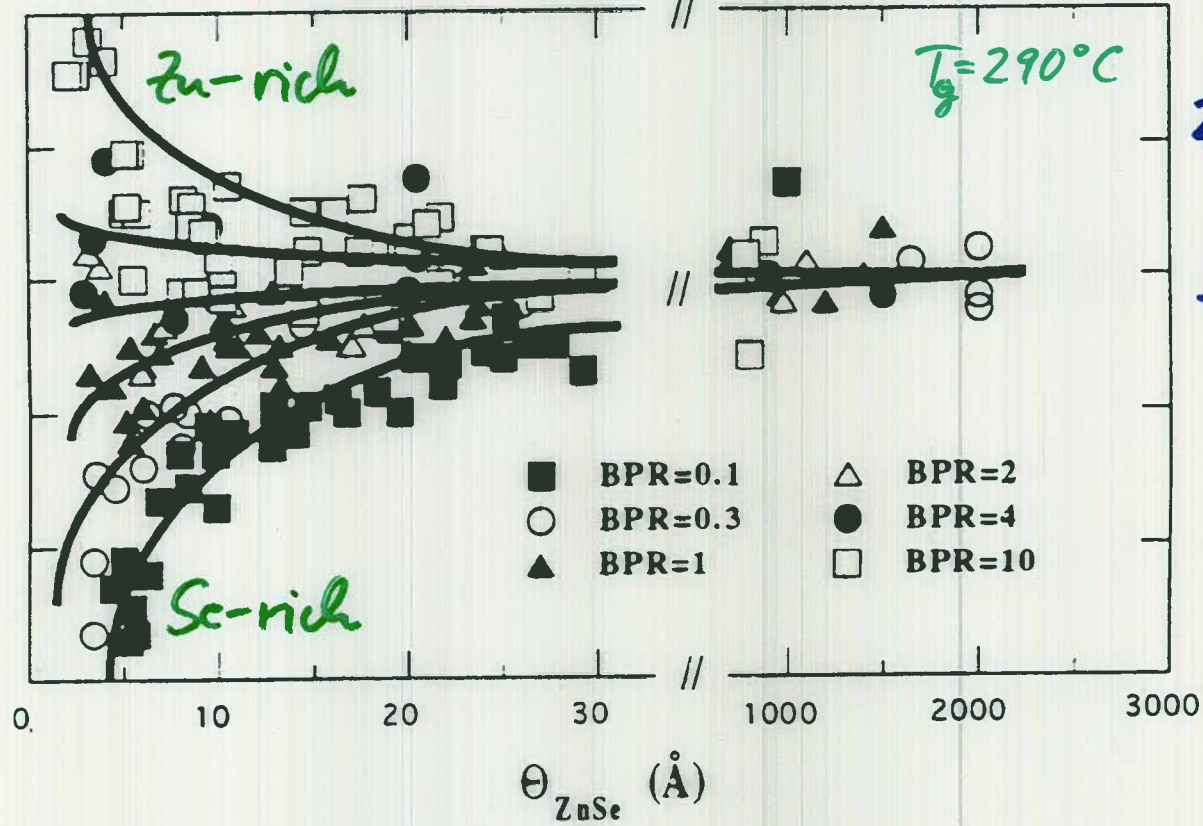 //
Zn-rich
Tg=290°C
//
BPR=0.1 BPR=2
BPR=0.3 BPR=4
BPR=1 BPR=10
Se-rich
//
0. 10 20 30 1000 2000 3000
Θ ZnSe (Å)